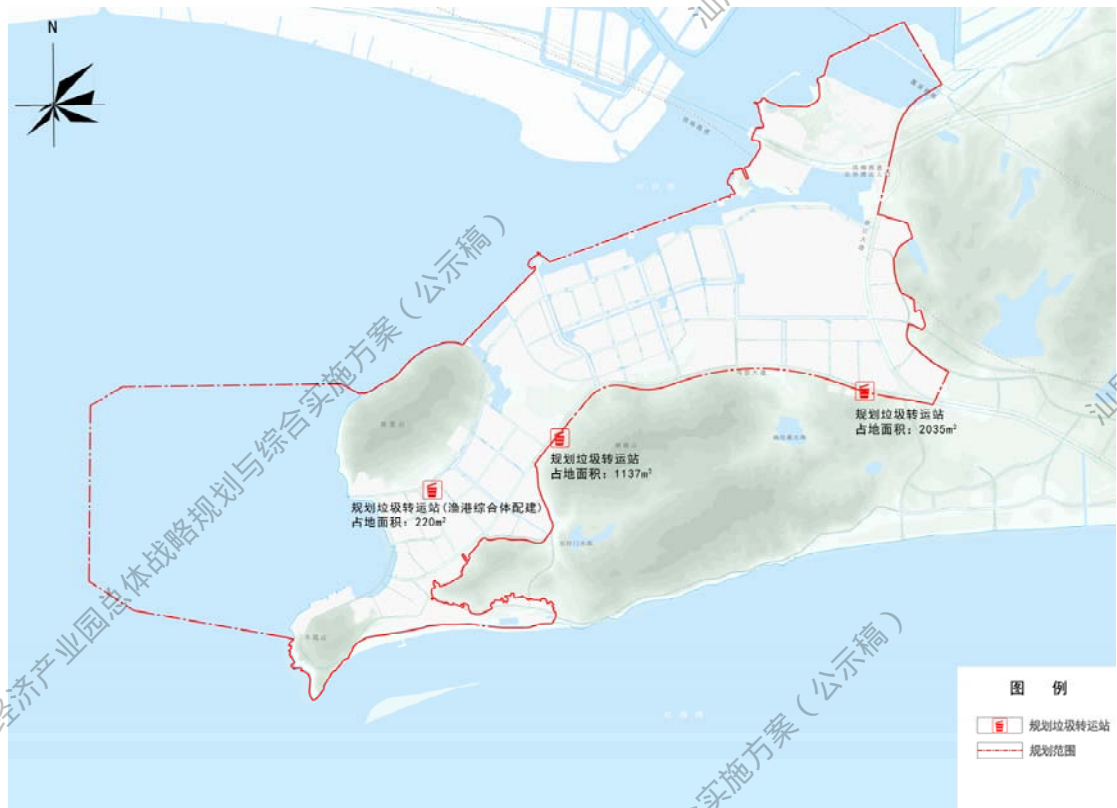 N
汕
经济产业园总体战略规划与综合实施方案（公示稿）
汕尾
实施方案（公示稿）
规划垃圾转运站
占地面积：2035m²
规划垃圾转运站
占地面积：1137m²
规划垃圾转运站(渔港综合体配建)
占地面积：220m²
图 例
规划垃圾转运站
规划范围